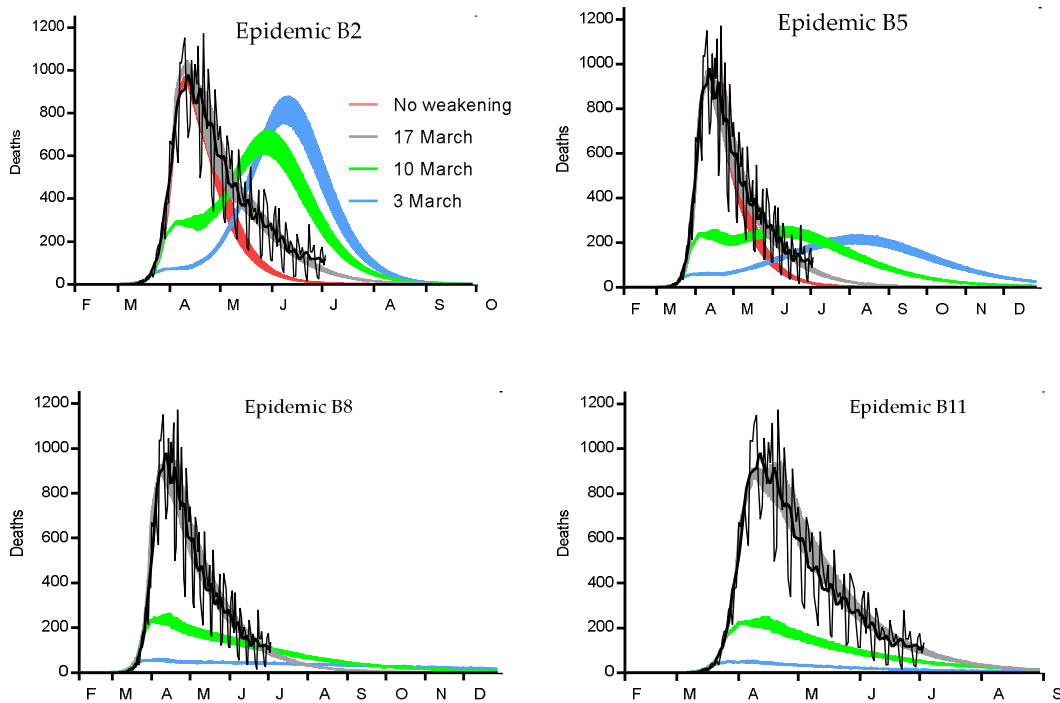 Epidemic B2
Deaths
1200
1000
800
600
400
200
0
F M A M J J A S O
No weakening
17 March
10 March
3 March
Epidemic B5
Deaths
1200
1000
800
600
400
200
0
F M A M J J A S O N D
Epidemic B8
Deaths
1200
1000
800
600
400
200
0
F M A M J J A S O N D
Epidemic B11
Deaths
1200
1000
800
600
400
200
0
F M A M J J A S